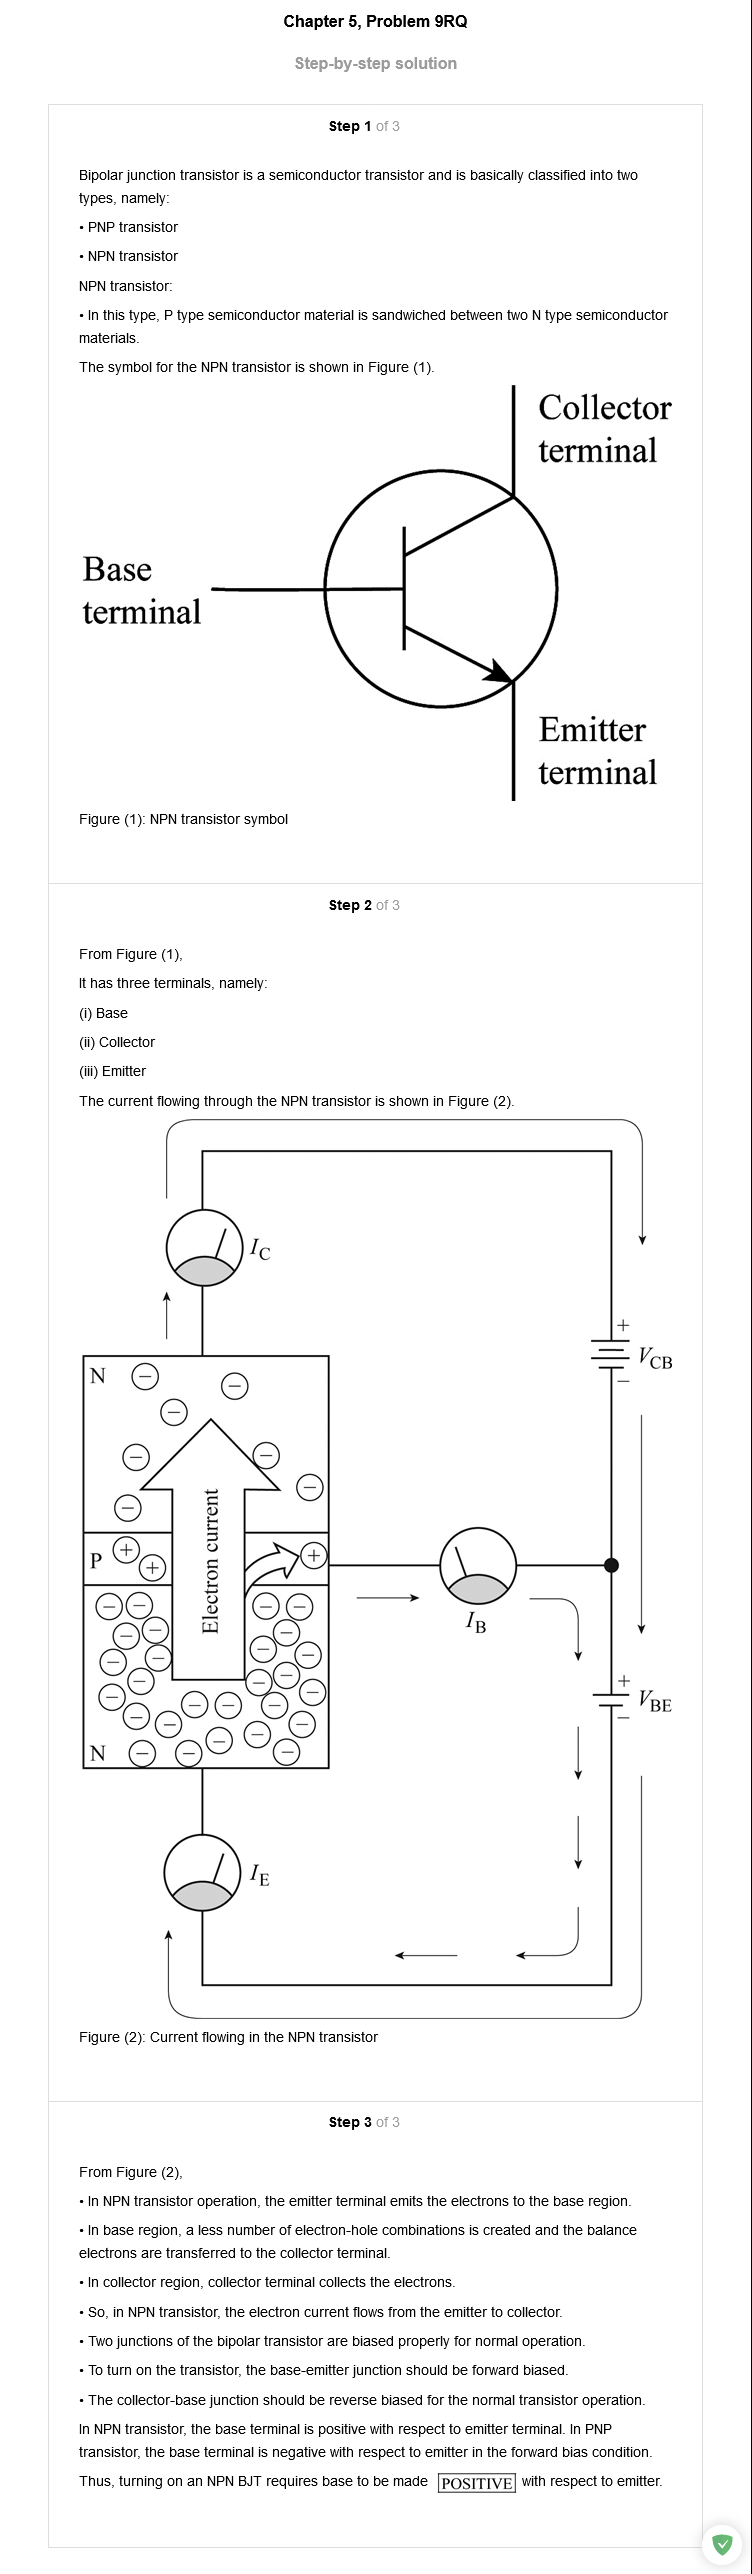 Chapter 5, Problem 9RQ
Step-by-step solution
Step 1 of 3
Bipolar junction transistor is a semiconductor transistor and is basically classified into two
types, namely:
• PNP transistor
• NPN transistor
NPN transistor:
• In this type, P type semiconductor material is sandwiched between two N type semiconductor
materials.
The symbol for the NPN transistor is shown in Figure (1).
Collector
terminal
Base
terminal
Emitter
terminal
Figure (1): NPN transistor symbol
Step 2 of 3
From Figure (1),
It has three terminals, namely:
(i) Base
(ii) Collector
(iii) Emitter
The current flowing through the NPN transistor is shown in Figure (2).
IC
+
VCB
−
N
Electron current
P
IB
+
VBE
−
N
IE
Figure (2): Current flowing in the NPN transistor
Step 3 of 3
From Figure (2),
• In NPN transistor operation, the emitter terminal emits the electrons to the base region.
• In base region, a less number of electron-hole combinations is created and the balance
electrons are transferred to the collector terminal.
• In collector region, collector terminal collects the electrons.
• So, in NPN transistor, the electron current flows from the emitter to collector.
• Two junctions of the bipolar transistor are biased properly for normal operation.
• To turn on the transistor, the base-emitter junction should be forward biased.
• The collector-base junction should be reverse biased for the normal transistor operation.
In NPN transistor, the base terminal is positive with respect to emitter terminal. In PNP
transistor, the base terminal is negative with respect to emitter in the forward bias condition.
Thus, turning on an NPN BJT requires base to be made POSITIVE with respect to emitter.